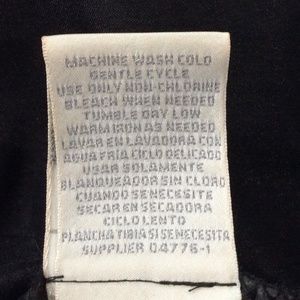 MACHINE WASH COLD
GENTLE CYCLE
USE ONLY NON-CHLORINE
BLEACH WHEN NEEDED
TUMBLE DRY LOW
WARM IRON AS NEEDED
LAVAR EN LAVADORA CON
AGUA FRIA CICLO DELICADO
USAR SOLAMENTE
BLANQUEADOR SIN CLORO
CUANDO SE NECESITE
SECAR EN SECADORA
CICLO LENTO
PLANCHA TIBIA SI SE NECESITA
SUPPLIER 04776-1